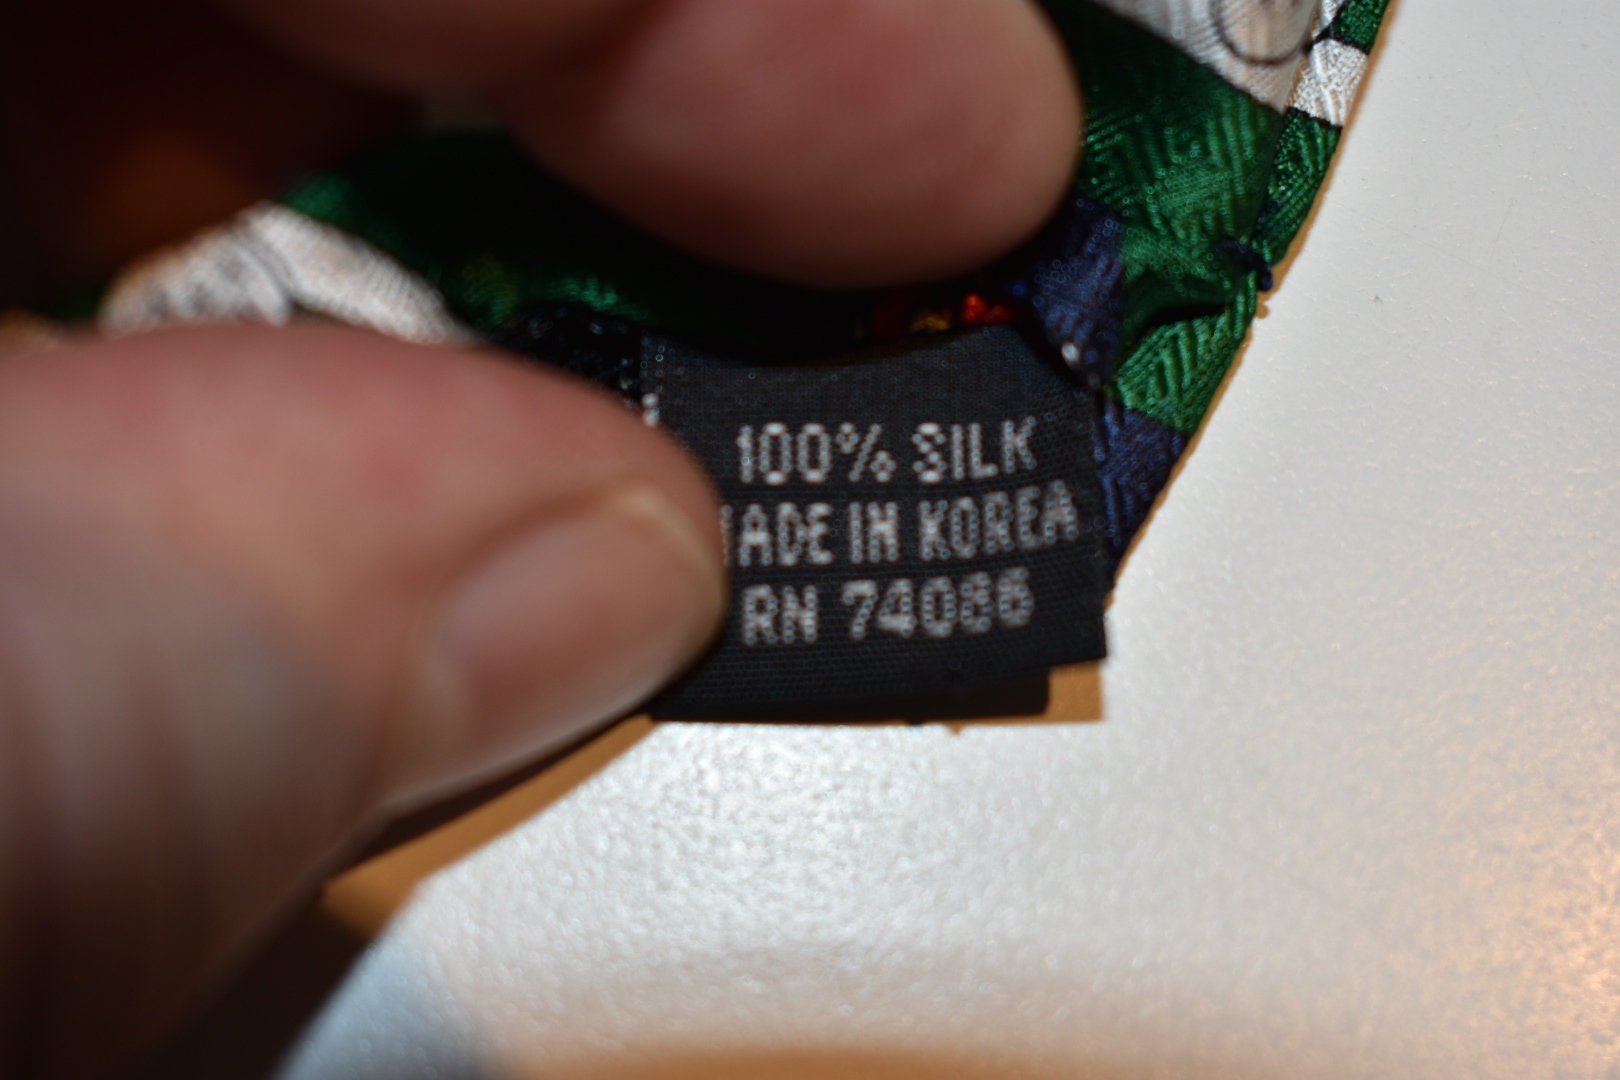 100% SILK
MADE IN KOREA
RN 74086